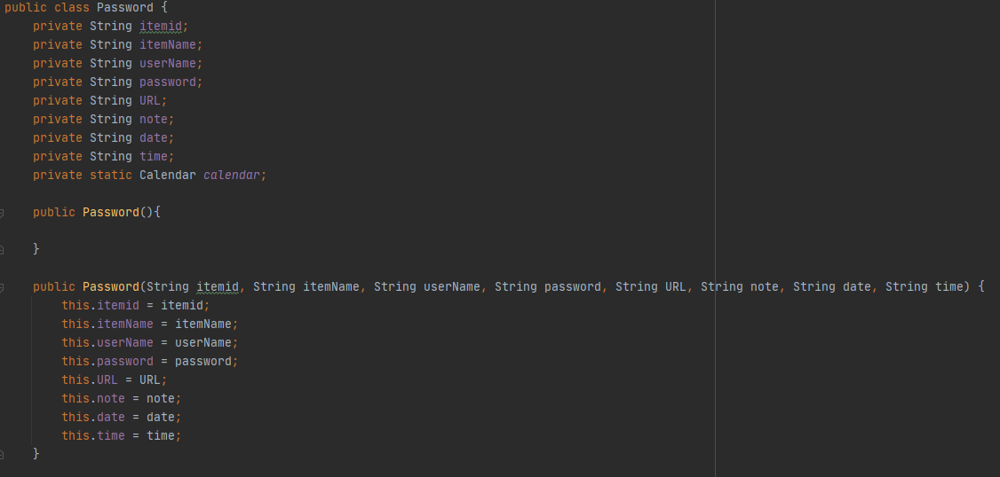 public class Password {
    private String itemid;
    private String itemName;
    private String userName;
    private String password;
    private String URL;
    private String note;
    private String date;
    private String time;
    private static Calendar calendar;
    public Password(){
    }
    public Password(String itemid, String itemName, String userName, String password, String URL, String note, String date, String time) {
        this.itemid = itemid;
        this.itemName = itemName;
        this.userName = userName;
        this.password = password;
        this.URL = URL;
        this.note = note;
        this.date = date;
        this.time = time;
    }